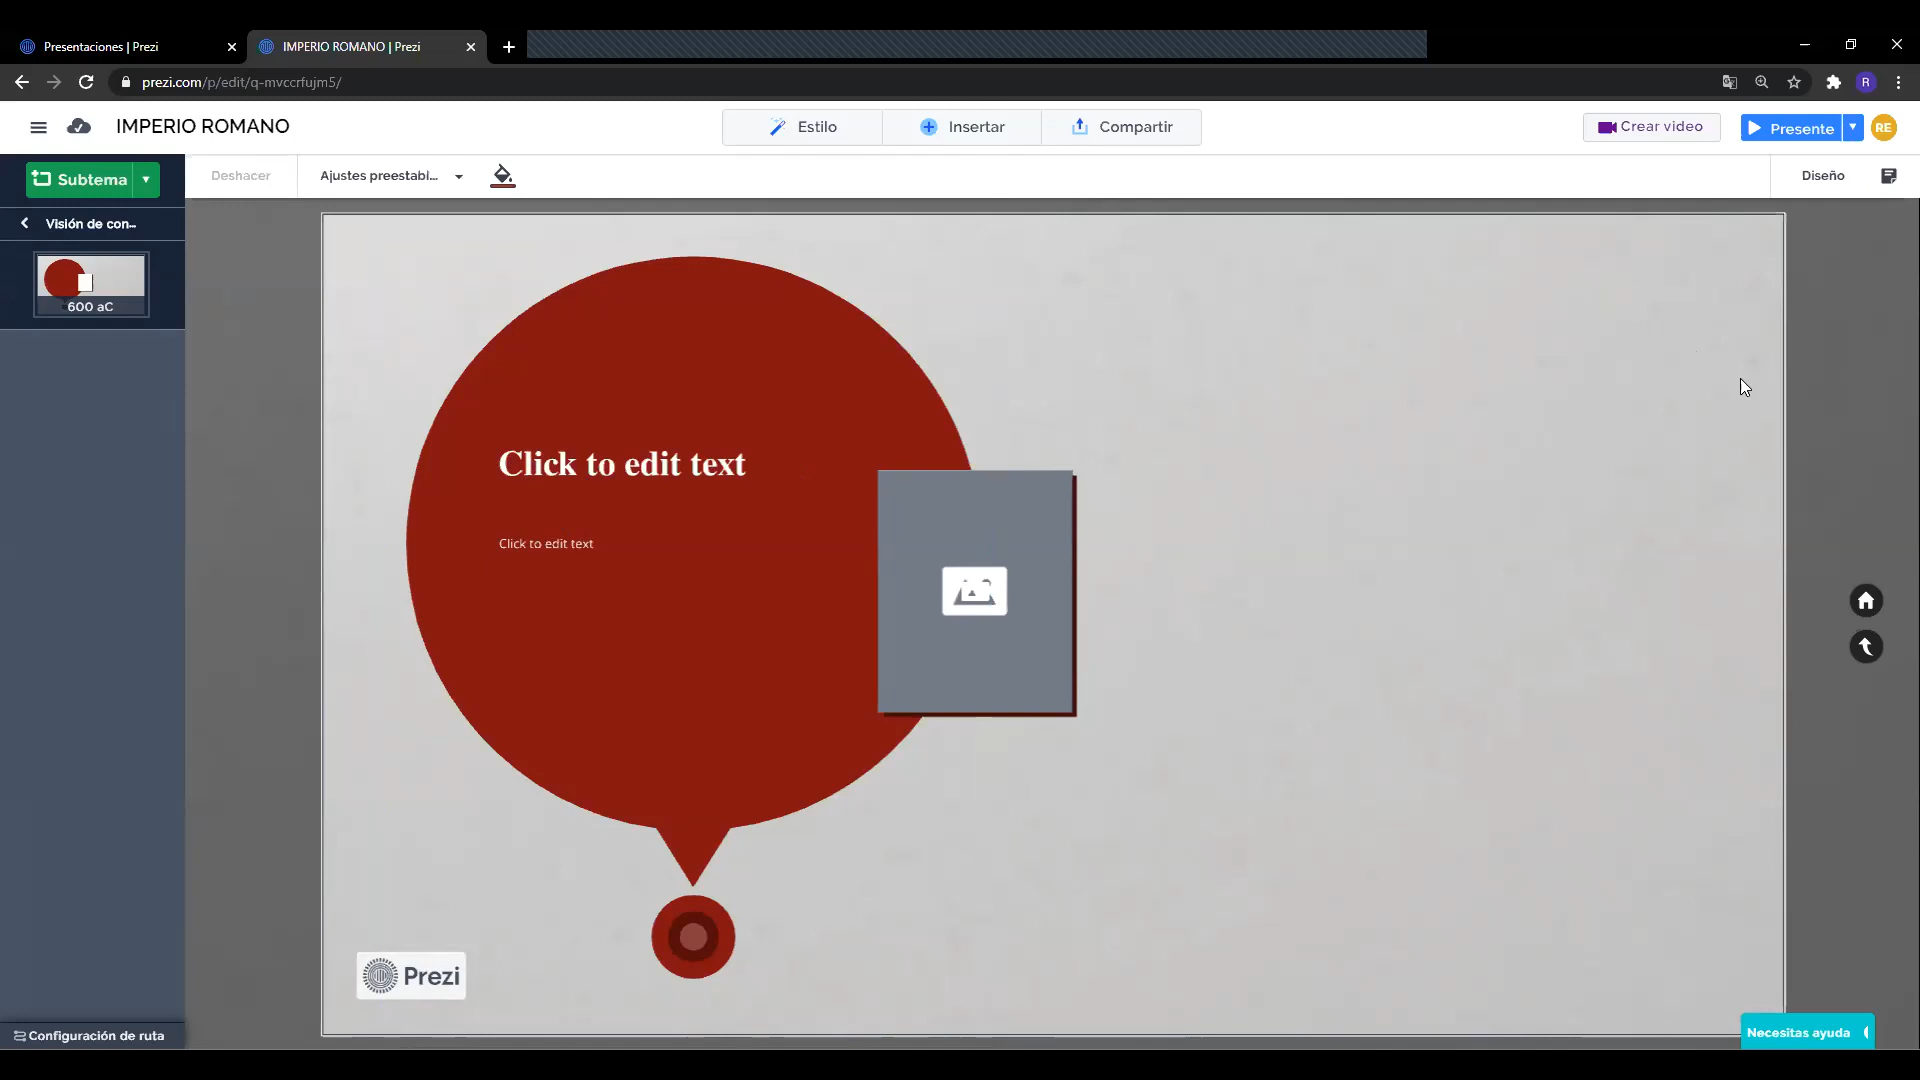 Presentaciones | Prezi
IMPERIO ROMANO | Prezi
prezi.com/p/edit/q-mvccrfujm5/
R
IMPERIO ROMANO
Estilo
Insertar
Compartir
Crear video
Presente
RE
Subtema
Deshacer
Ajustes preestabl...
Diseño
Visión de con...
600 aC
Click to edit text
Click to edit text
Prezi
Configuración de ruta
Necesitas ayuda